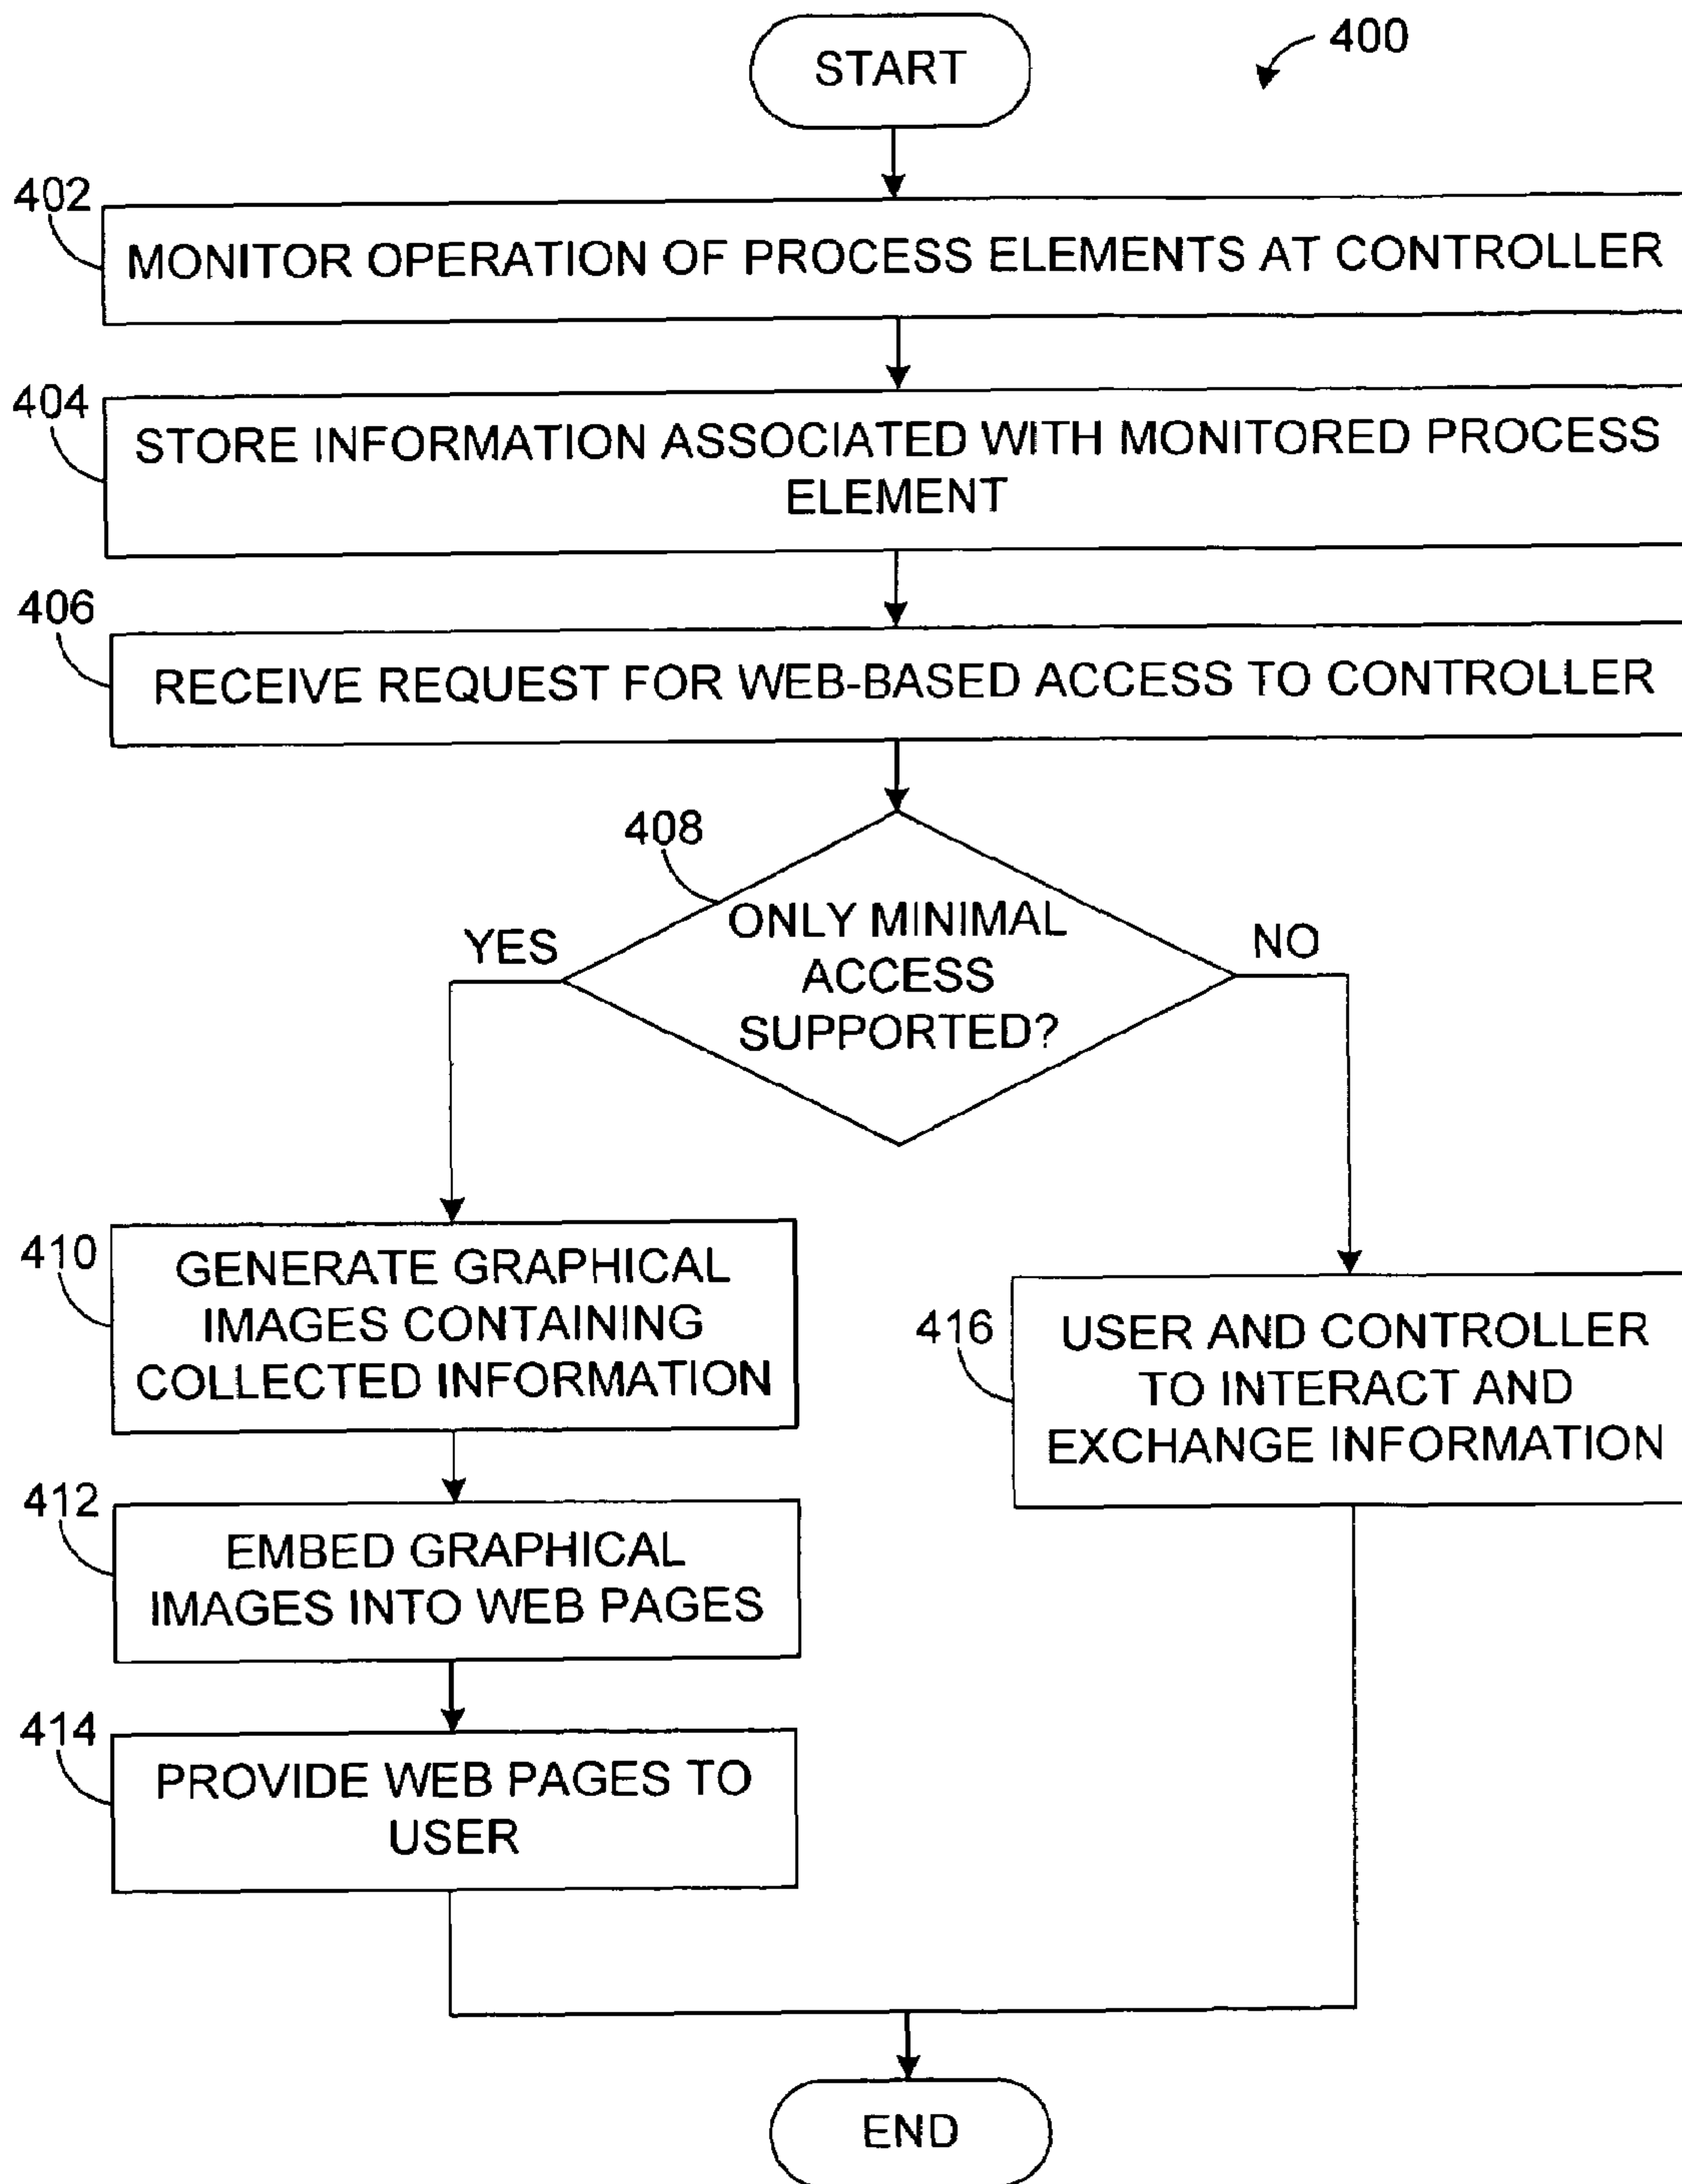 START
400
402
MONITOR OPERATION OF PROCESS ELEMENTS AT CONTROLLER
404
STORE INFORMATION ASSOCIATED WITH MONITORED PROCESS
ELEMENT
406
RECEIVE REQUEST FOR WEB-BASED ACCESS TO CONTROLLER
408
ONLY MINIMAL
ACCESS
SUPPORTED?
YES
NO
410
GENERATE GRAPHICAL
IMAGES CONTAINING
COLLECTED INFORMATION
416
USER AND CONTROLLER
TO INTERACT AND
EXCHANGE INFORMATION
412
EMBED GRAPHICAL
IMAGES INTO WEB PAGES
414
PROVIDE WEB PAGES TO
USER
END